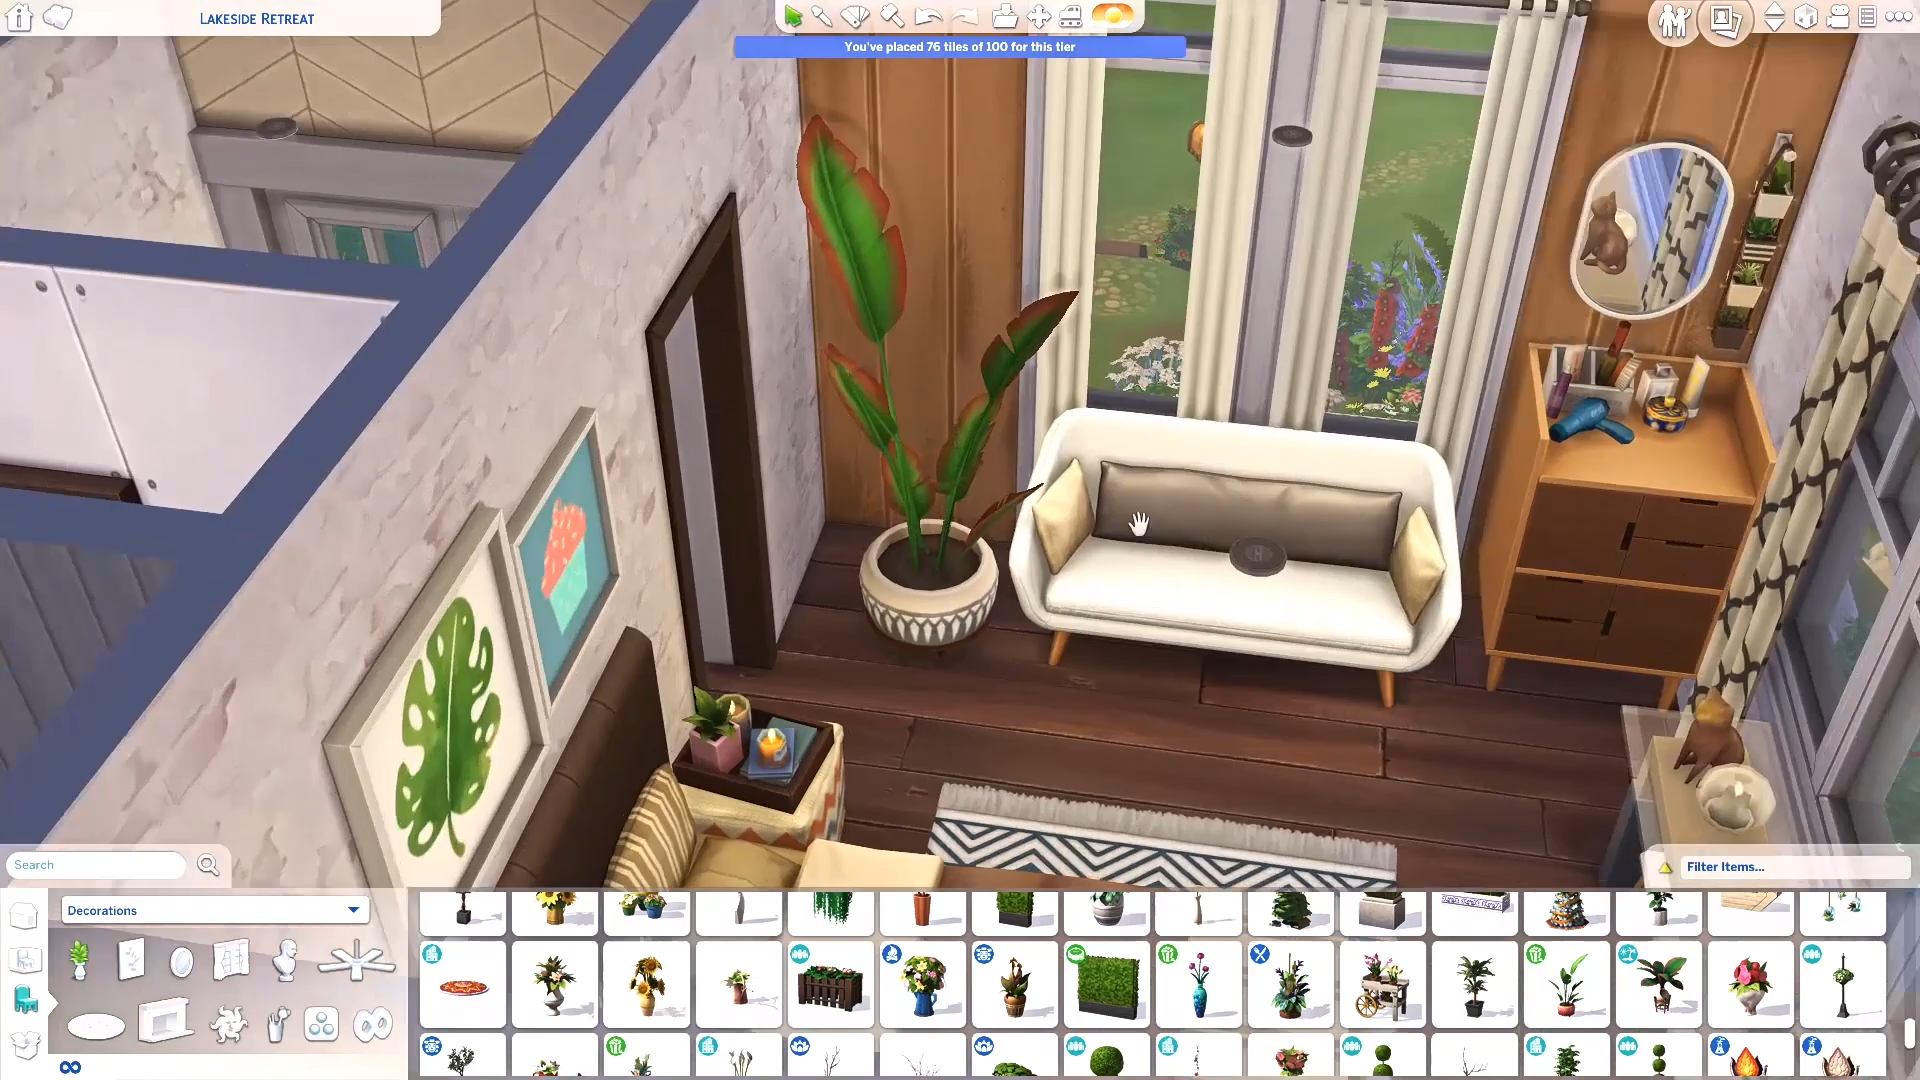 Lakeside Retreat
You've placed 76 tiles of 100 for this tier
Search
Filter Items...
Decorations